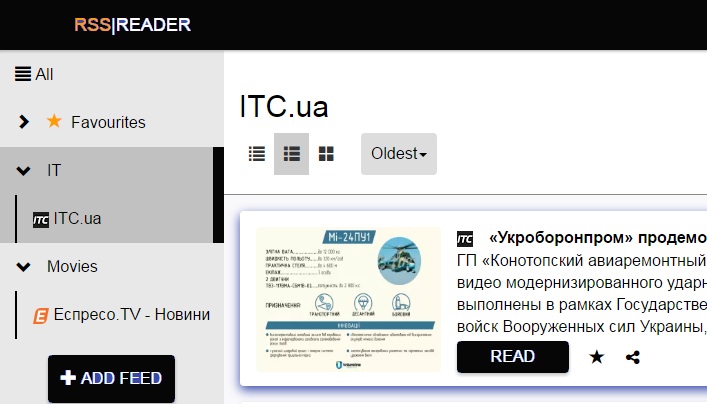 RSS|READER
All
Favourites
IT
ITC.ua
Movies
Еспресо.TV - Новини
ADD FEED
ITC.ua
Oldest
Мі-24ПУ1
ПРИЗНАЧЕННЯ
ТРАНСПОРТНИЙ
ДЕСАНТНИЙ
БОЙОВИЙ
ІННОВАЦІЇ
ITC «Укроборонпром» продемо
ГП «Конотопский авиаремонтный
видео модернизированного ударн
выполнены в рамках Государстве
войск Вооруженных сил Украины,
READ